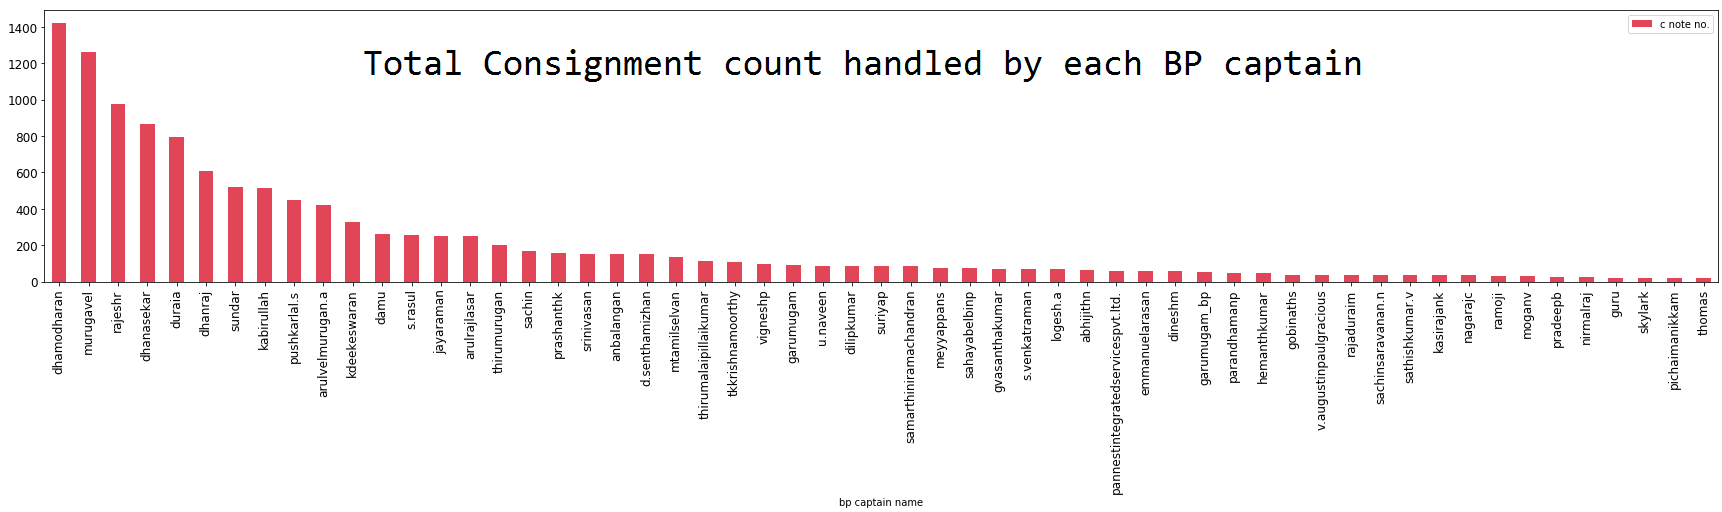 Total Consignment count handled by each BP captain
c note no.
1400
1200
1000
800
600
400
200
0
dhamodharan
murugavel
rajeshr
dhanasekar
duraia
dhanraj
sundar
kabirullah
pushkarlal.s
arulvelmurugan.a
kdeekeswaran
damu
s.rasul
jayaraman
arulrajlasar
thirumurugan
sachin
prashanthk
srinivasan
anbalangan
d.senthamizhan
mtamilselvan
thirumalaipillaikumar
tkkrishnamoorthy
vigneshp
garumugam
u.naveen
dilipkumar
suriyap
samarthiniramachandran
meyyappans
sahayabelbinp
gvasanthakumar
s.venkatraman
logesh.a
abhijithn
pannestintegratedservicespvt.ltd.
emmanuelarasan
dineshm
garumugam_bp
parandhamanp
hemanthkumar
gobinaths
v.augustinpaulgracious
rajaduraim
sachinsaravanan.n
sathishkumar.v
kasirajank
nagarajc
ramoji
moganv
pradeepb
nirmalraj
guru
skylark
pichaimanikkam
thomas
bp captain name